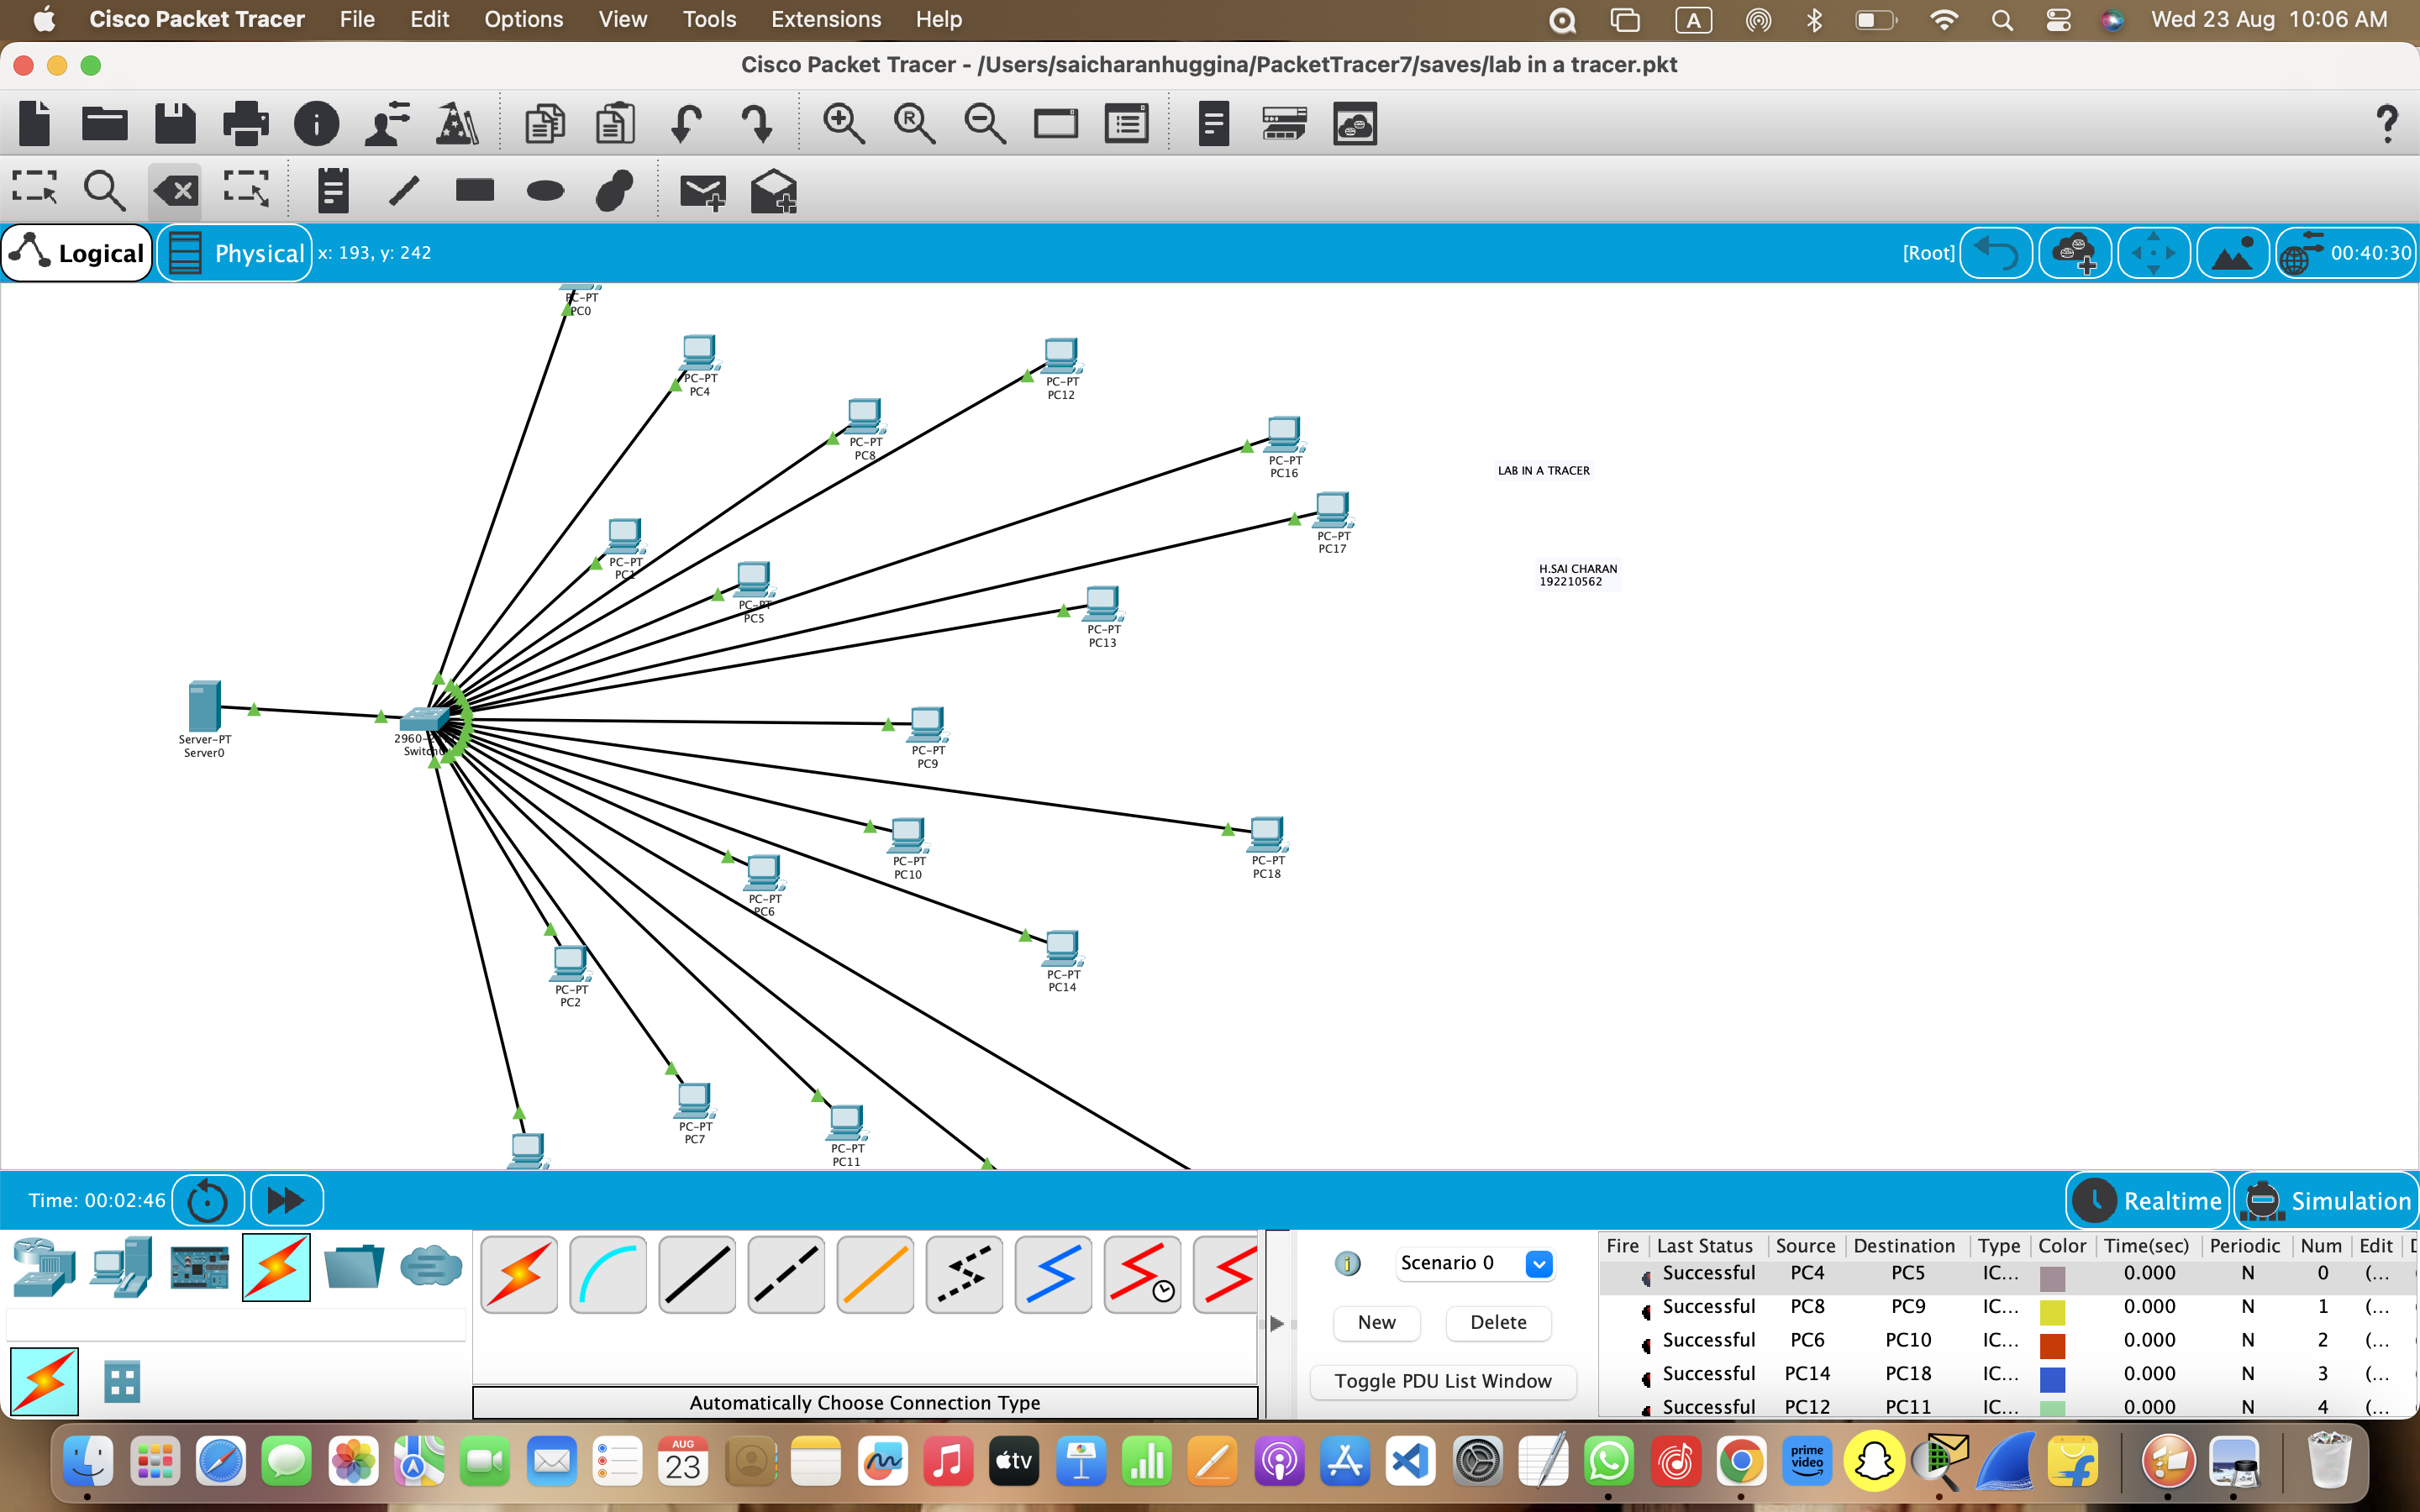 Cisco Packet Tracer File Edit Options View Tools Extensions Help A Wed 23 Aug 10:06 AM
Cisco Packet Tracer - /Users/saicharanhuggina/PacketTracer7/saves/lab in a tracer.pkt
Logical Physical x: 193, y: 242 [Root] 00:40:30
PC-PT
PC0
PC-PT
PC4
PC-PT
PC12
PC-PT
PC8
PC-PT
PC16
LAB IN A TRACER
PC-PT
PC17
PC-PT
PC1
H.SAI CHARAN
192210562
PC-PT
PC5
PC-PT
PC13
Server-PT
Server0
2960-
Switch0
PC-PT
PC9
PC-PT
PC10
PC-PT
PC18
PC-PT
PC6
PC-PT
PC14
PC-PT
PC2
PC-PT
PC7
PC-PT
PC11
Time: 00:02:46 Realtime Simulation
Scenario 0
New Delete
Toggle PDU List Window
Automatically Choose Connection Type
Fire Last Status Source Destination Type Color Time(sec) Periodic Num Edit
Successful PC4 PC5 IC... 0.000 N 0 (...
Successful PC8 PC9 IC... 0.000 N 1 (...
Successful PC6 PC10 IC... 0.000 N 2 (...
Successful PC14 PC18 IC... 0.000 N 3 (...
Successful PC12 PC11 IC... 0.000 N 4 (...
AUG
23
tv
prime
video